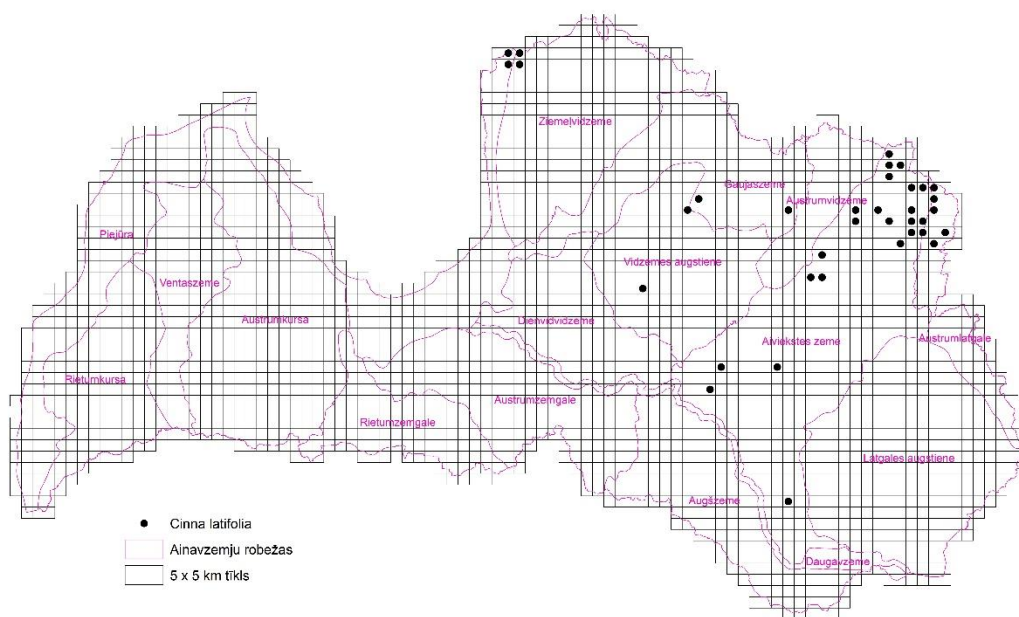 Ziemeļvidzeme
Gaujaszeme
Austrumvidzeme
Piejūra
Vidzemes augstiene
Ventaszeme
Austrumkursa
Dienvidvidzeme
Aiviekstes zeme
Austrumlatgale
Rietumkursa
Austrumzemgale
Rietumzemgale
Latgales augstiene
Augšzeme
Daugavzeme
Cinna latifolia
Ainavzemju robežas
5 x 5 km tīkls